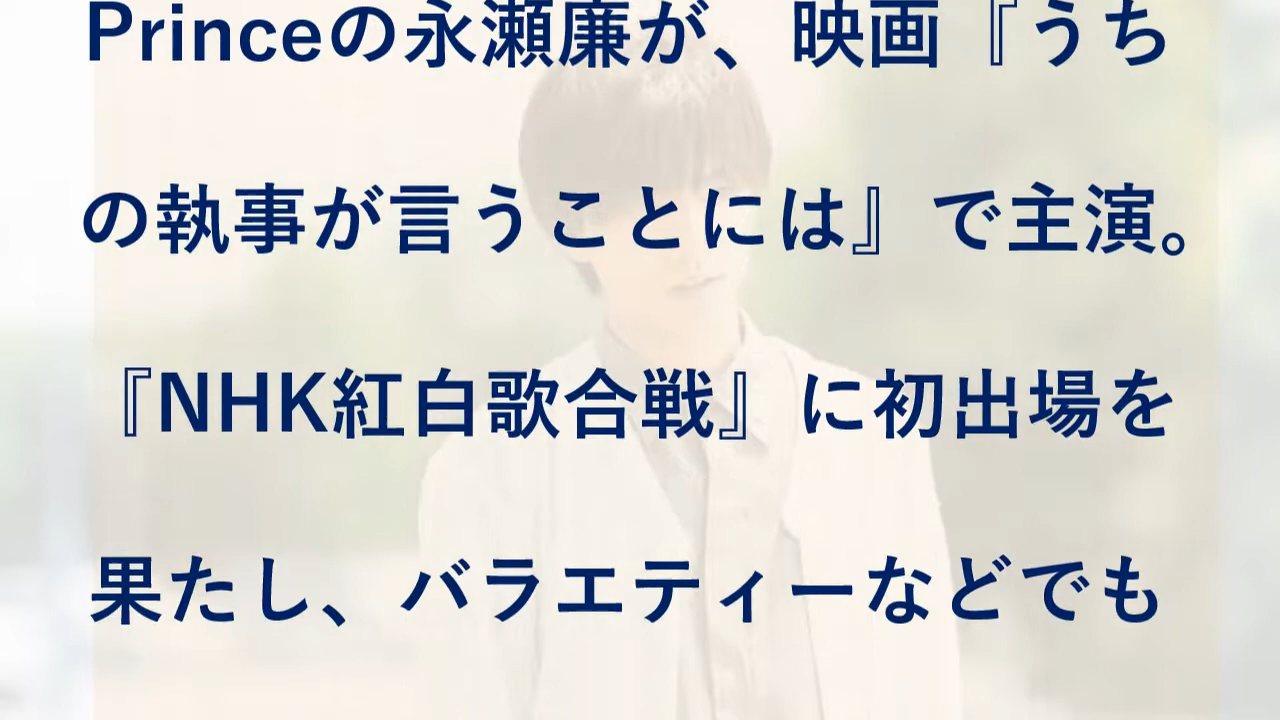 Princeの永瀬廉が、映画『うち
の執事が言うことには』で主演。
『NHK紅白歌合戦』に初出場を
果たし、バラエティーなどでも